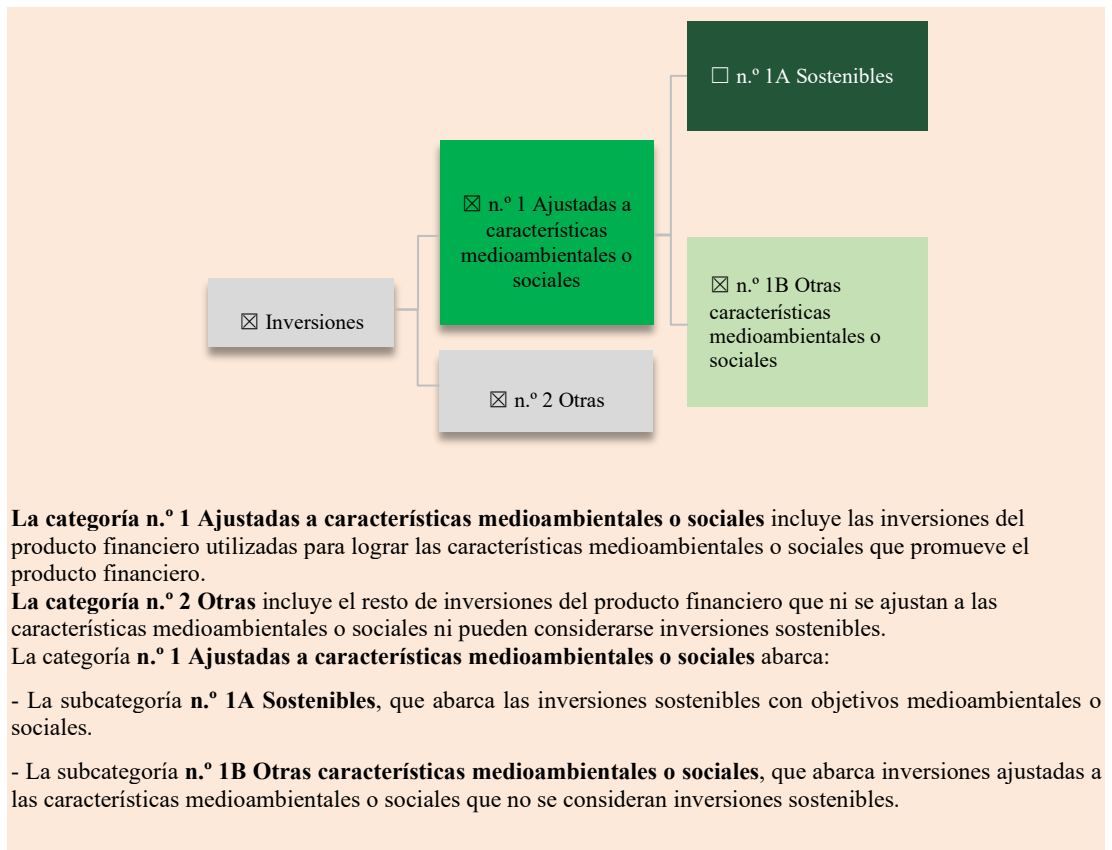 ☐ n.º 1A Sostenibles
☒ n.º 1 Ajustadas a
características
medioambientales o
sociales
☒ n.º 1B Otras
características
medioambientales o
sociales
☒ Inversiones
☒ n.º 2 Otras
La categoría n.º 1 Ajustadas a características medioambientales o sociales incluye las inversiones del
producto financiero utilizadas para lograr las características medioambientales o sociales que promueve el
producto financiero.
La categoría n.º 2 Otras incluye el resto de inversiones del producto financiero que ni se ajustan a las
características medioambientales o sociales ni pueden considerarse inversiones sostenibles.
La categoría n.º 1 Ajustadas a características medioambientales o sociales abarca:
- La subcategoría n.º 1A Sostenibles, que abarca las inversiones sostenibles con objetivos medioambientales o
sociales.
- La subcategoría n.º 1B Otras características medioambientales o sociales, que abarca inversiones ajustadas a
las características medioambientales o sociales que no se consideran inversiones sostenibles.